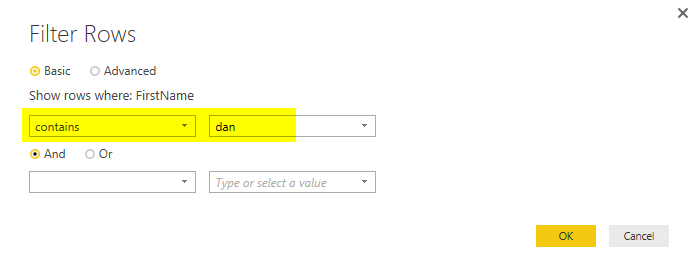 Filter Rows
Basic Advanced
Show rows where: FirstName
contains dan
And Or
Type or select a value
OK Cancel